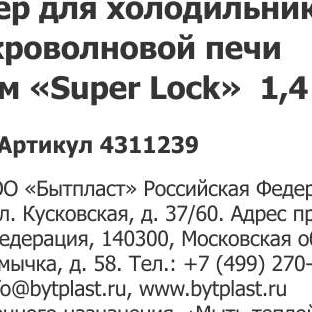 ер для холодильник
кроволновой печи
м «Super Lock» 1,4
Артикул 4311239
ОО «Бытпласт» Российская Федер
л. Кусковская, д. 37/60. Адрес пр
едерация, 140300, Московская о
мычка, д. 58. Тел.: +7 (499) 270-
fo@bytplast.ru, www.bytplast.ru